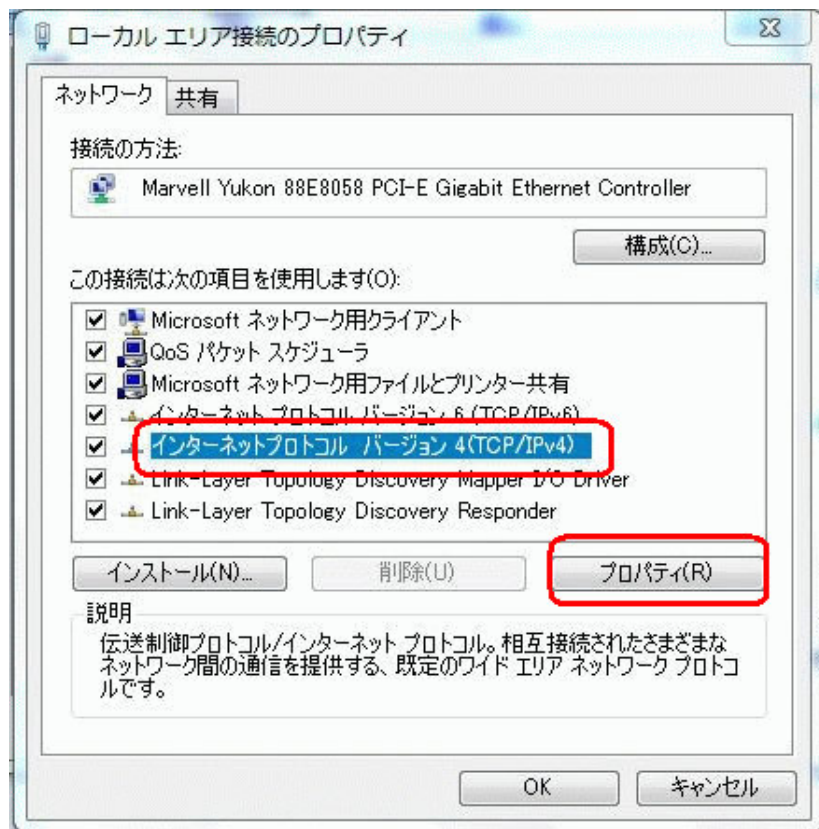 ローカル エリア接続のプロパティ
ネットワーク 共有
接続の方法:
Marvell Yukon 88E8058 PCI-E Gigabit Ethernet Controller
構成(C)...
この接続は次の項目を使用します(O):
Microsoft ネットワーク用クライアント
QoS パケット スケジューラ
Microsoft ネットワーク用ファイルとプリンター共有
インターネット プロトコル バージョン 6 (TCP/IPv6)
インターネットプロトコル バージョン 4(TCP/IPv4)
Link-Layer Topology Discovery Mapper I/O Driver
Link-Layer Topology Discovery Responder
インストール(N)... 削除(U) プロパティ(R)
説明
伝送制御プロトコル/インターネット プロトコル。相互接続されたさまざまな
ネットワーク間の通信を提供する、既定のワイド エリア ネットワーク プロトコ
ルです。
OK キャンセル